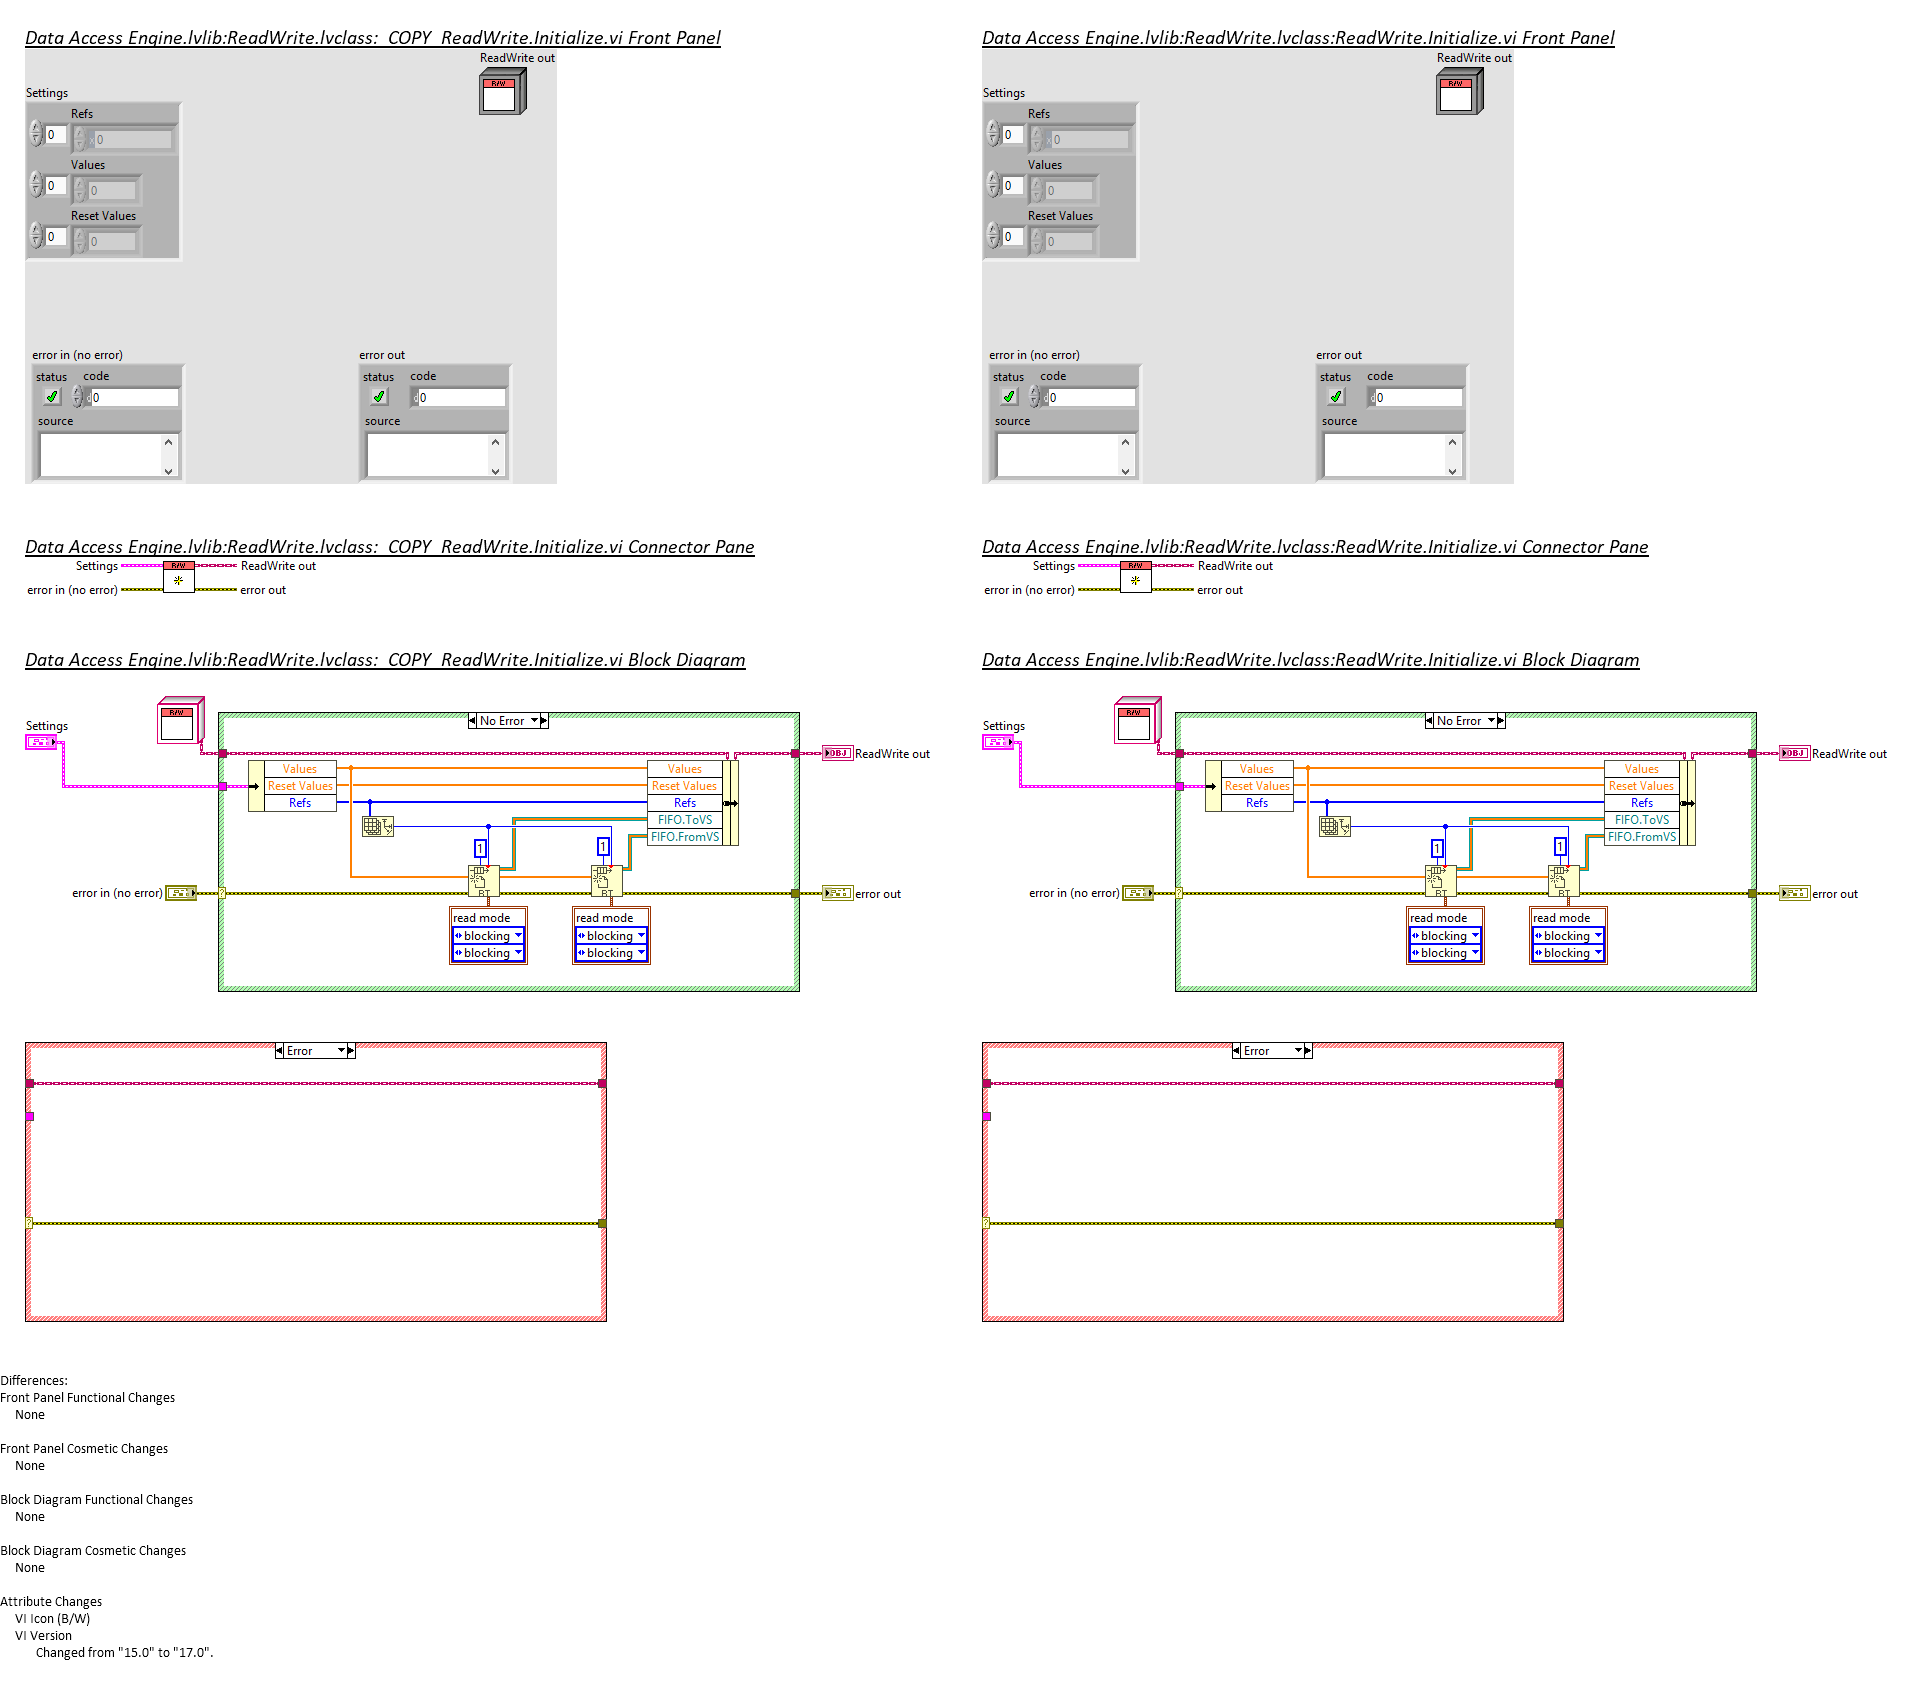 Data Access Engine.lvlib:ReadWrite.lvclass:_COPY_ReadWrite.Initialize.vi Front Panel
ReadWrite out
R/W
Settings
Refs
0
x 0
Values
0
0
Reset Values
0
0
error in (no error)
status code
d0
source
error out
status code
d0
source
Data Access Engine.lvlib:ReadWrite.lvclass:ReadWrite.Initialize.vi Front Panel
ReadWrite out
R/W
Settings
Refs
0
x 0
Values
0
0
Reset Values
0
0
error in (no error)
status code
d0
source
error out
status code
d0
source
Data Access Engine.lvlib:ReadWrite.lvclass:_COPY_ReadWrite.Initialize.vi Connector Pane
Settings R/W ReadWrite out
error in (no error) error out
Data Access Engine.lvlib:ReadWrite.lvclass:ReadWrite.Initialize.vi Connector Pane
Settings R/W ReadWrite out
error in (no error) error out
Data Access Engine.lvlib:ReadWrite.lvclass:_COPY_ReadWrite.Initialize.vi Block Diagram
R/W
No Error
Settings
OBJ ReadWrite out
Values Values
Reset Values Reset Values
Refs Refs
FIFO.ToVS
FIFO.FromVS
1 1
RT RT
error in (no error) ? error out
read mode read mode
blocking blocking
blocking blocking
Error
?
Data Access Engine.lvlib:ReadWrite.lvclass:ReadWrite.Initialize.vi Block Diagram
R/W
No Error
Settings
OBJ ReadWrite out
Values Values
Reset Values Reset Values
Refs Refs
FIFO.ToVS
FIFO.FromVS
1 1
RT RT
error in (no error) ? error out
read mode read mode
blocking blocking
blocking blocking
Error
?
Differences:
Front Panel Functional Changes
None
Front Panel Cosmetic Changes
None
Block Diagram Functional Changes
None
Block Diagram Cosmetic Changes
None
Attribute Changes
VI Icon (B/W)
VI Version
Changed from "15.0" to "17.0".